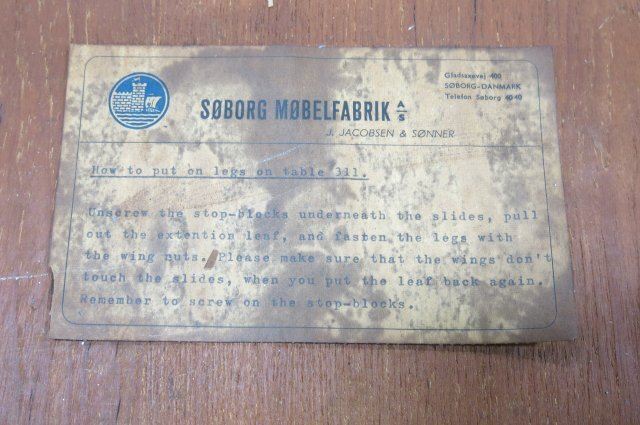 Gladsaxevej 400
SØBORG-DANMARK
Telefon Søborg 40 40
SØBORG MØBELFABRIK A/S
J. JACOBSEN & SØNNER
How to put on legs on table 311.
Unscrew the stop-blocks underneath the slides, pull
out the extention leaf, and fasten the legs with
the wing nuts. Please make sure that the wings don't
touch the slides, when you put the leaf back again.
Remember to screw on the stop-blocks.